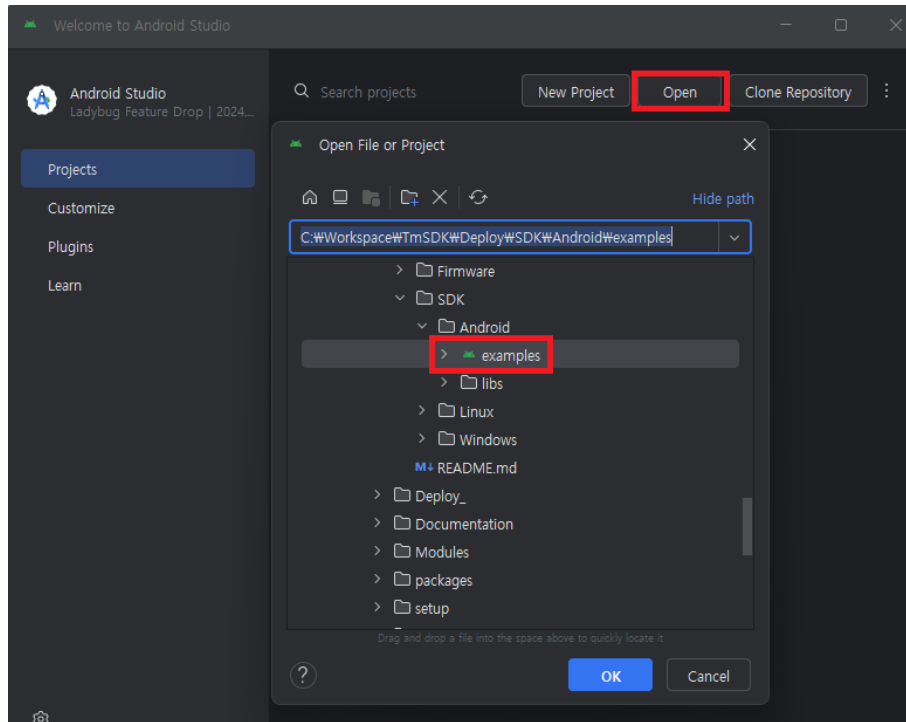 Welcome to Android Studio
Android Studio
Ladybug Feature Drop | 2024...
Search projects
New Project
Open
Clone Repository
Projects
Customize
Plugins
Learn
Open File or Project
Hide path
C:₩Workspace₩TmSDK₩Deploy₩SDK₩Android₩examples
Firmware
SDK
Android
examples
libs
Linux
Windows
M↓ README.md
Deploy_
Documentation
Modules
packages
setup
Drag and drop a file into the space above to quickly locate it
?
OK
Cancel